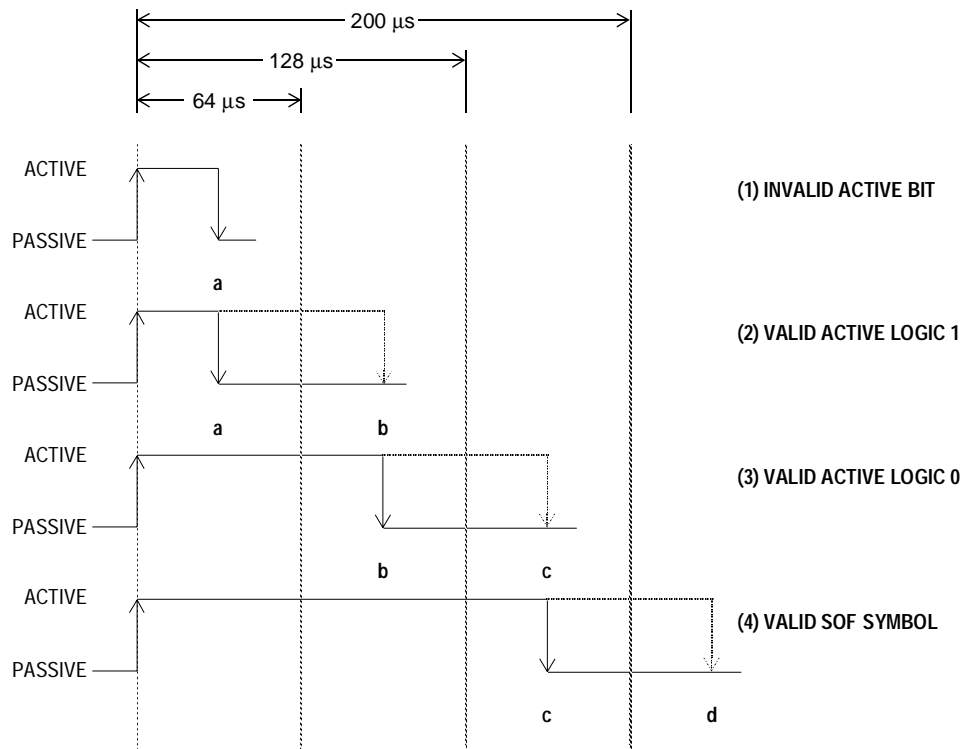 200 μs
128 μs
64 μs
ACTIVE
(1) INVALID ACTIVE BIT
PASSIVE
a
ACTIVE
(2) VALID ACTIVE LOGIC 1
PASSIVE
a b
ACTIVE
(3) VALID ACTIVE LOGIC 0
PASSIVE
b c
ACTIVE
(4) VALID SOF SYMBOL
PASSIVE
c d